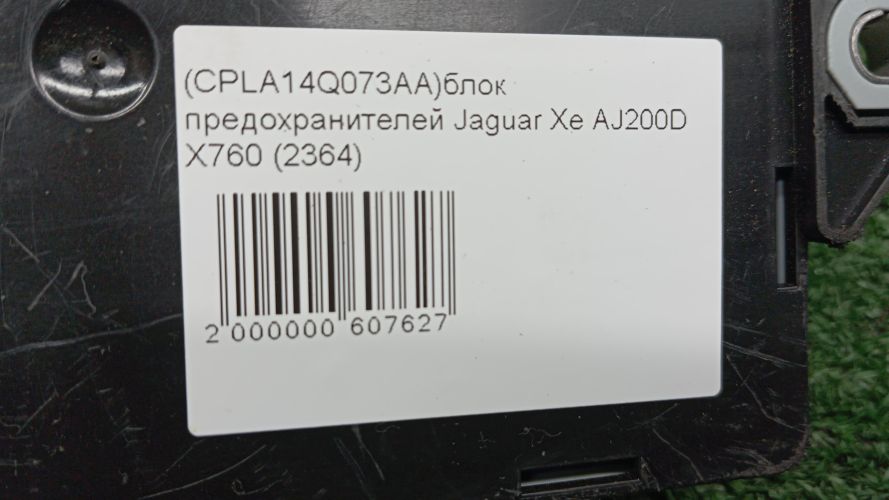 (CPLA14Q073AA)блок
предохранителей Jaguar Xe AJ200D
X760 (2364)
2 000000 607627